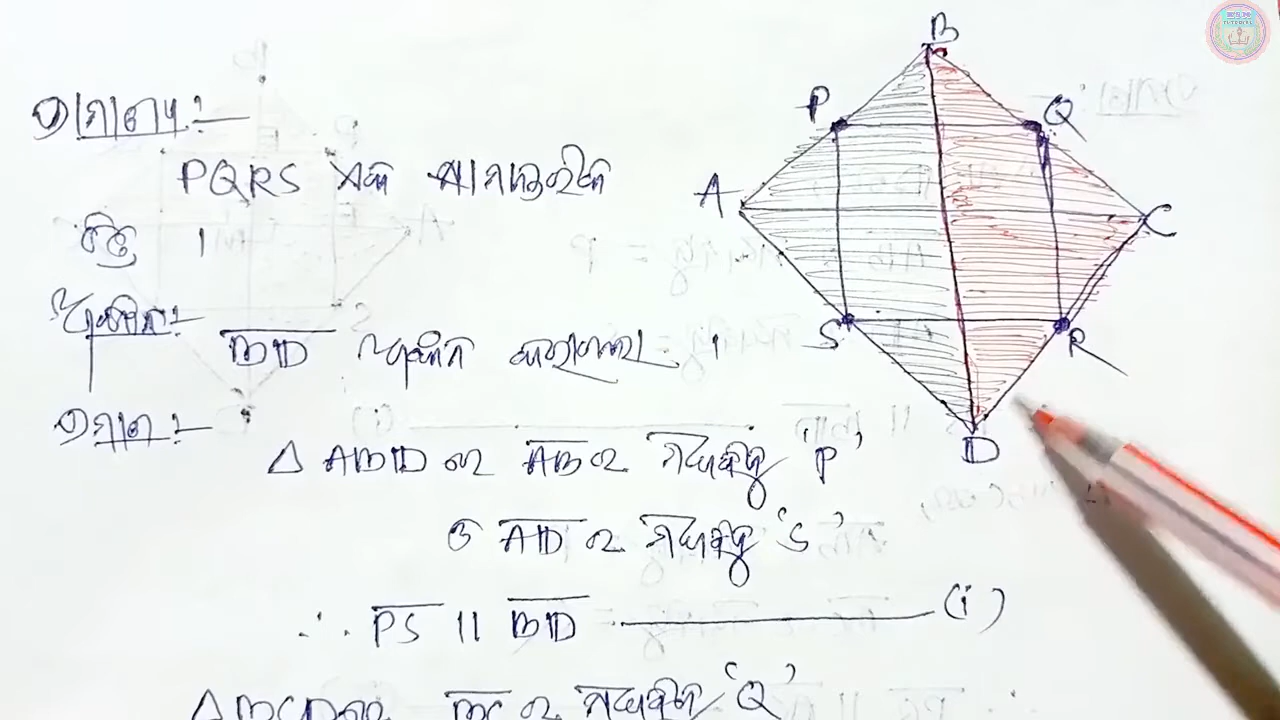 ପ୍ରାମାଣ୍ୟ :-
PQRS ଏକ ସାମାନ୍ତରିକ
ଚିତ୍ର ।
ଅଙ୍କନ :-
BD ଅଙ୍କନ କରାଗଲା ।
ପ୍ରମାଣ :-
△ ABD ରେ AB ର ମଧ୍ୟବିନ୍ଦୁ 'P'
ଓ AD ର ମଧ୍ୟବିନ୍ଦୁ 'S'
∴ PS || BD (i)
△ BCD ରେ BC ର ମଧ୍ୟବିନ୍ଦୁ 'Q'
B
P
Q
A
C
S
R
D